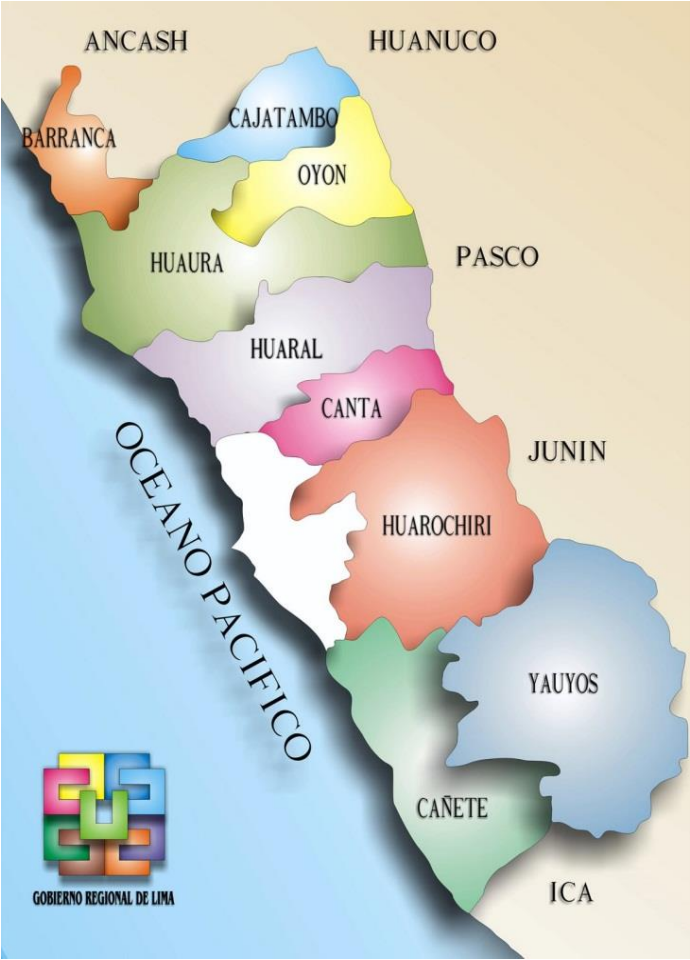 ANCASH
HUANUCO
CAJATAMBO
BARRANCA
OYON
HUAURA
PASCO
HUARAL
CANTA
JUNIN
OCEANO PACIFICO
HUAROCHIRI
YAUYOS
CAÑETE
GOBIERNO REGIONAL DE LIMA
ICA